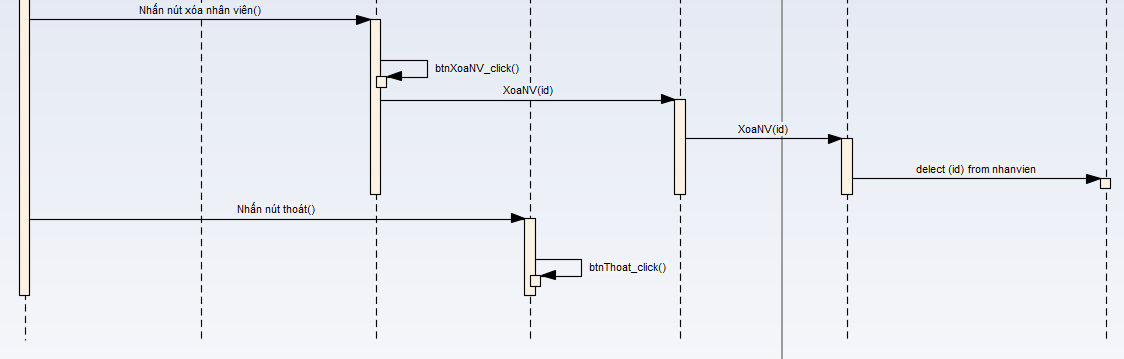 Nhấn nút xóa nhân viên()
btnXoaNV_click()
XoaNV(id)
XoaNV(id)
delect (id) from nhanvien
Nhấn nút thoát()
btnThoat_click()